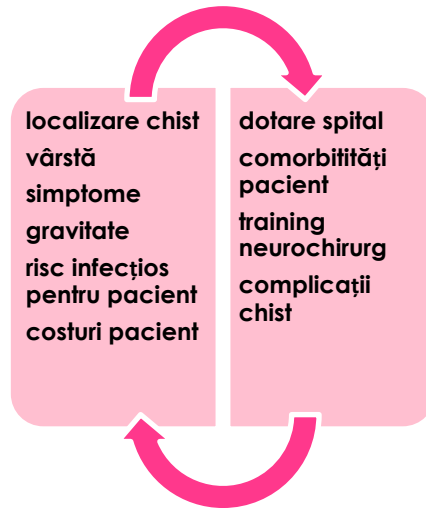 localizare chist
vârstă
simptome
gravitate
risc infecțios
pentru pacient
costuri pacient
dotare spital
comorbitități
pacient
training
neurochirurg
complicații
chist